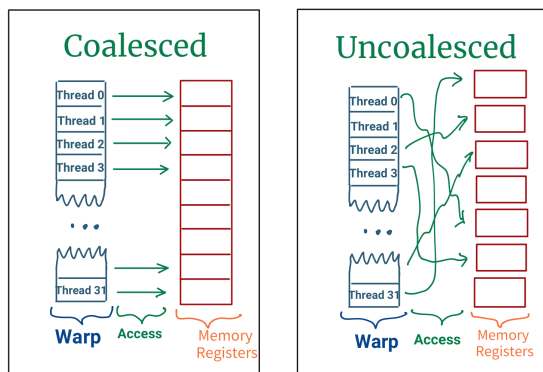 Coalesced
Thread 0
Thread 1
Thread 2
Thread 3
Thread 31
Warp
Access
Memory
Registers
Uncoalesced
Thread 0
Thread 1
Thread 2
Thread 3
Thread 31
Warp
Access
Memory
Registers